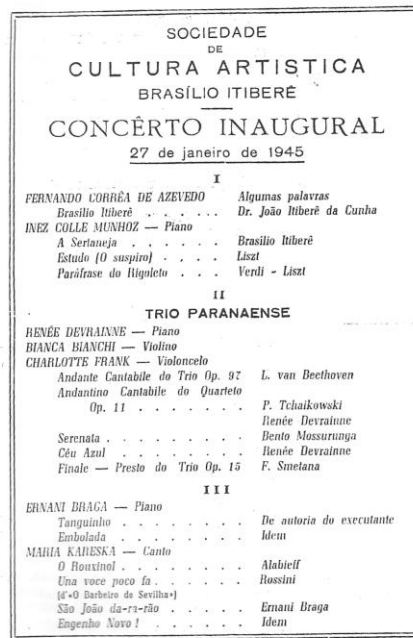 SOCIEDADE
DE
CULTURA ARTISTICA
BRASÍLIO ITIBERÊ
CONCÊRTO INAUGURAL
27 de janeiro de 1945
I
FERNANDO CORRÊA DE AZEVEDO Algumas palavras
Brasilio Itiberê . . . . . . Dr. João Itiberê da Cunha
INEZ COLLE MUNHOZ — Piano
A Sertaneja . . . . . Brasilio Itiberê
Estudo (O suspiro) . . . . Liszt
Paráfrase do Rigoleto . . . Verdi - Liszt
II
TRIO PARANAENSE
RENÉE DEVRAINNE — Piano
BIANCA BIANCHI — Violino
CHARLOTTE FRANK — Violoncelo
Andante Cantabile do Trio Op. 97 L. van Beethoven
Andantino Cantabile do Quarteto
Op. 11 . . . . . . . P. Tchaikowski
Renée Devrainne
Serenata . . . . . . . . Bento Mossurunga
Céu Azul . . . . . . . Renée Devrainne
Finale — Presto do Trio Op. 15 F. Smetana
III
ERNANI BRAGA — Piano
Tanguinho . . . . . . . De autoria do executante
Embolada . . . . . . . Idem
MARIA KARESKA — Canto
O Rouxinol . . . . . . . Alabieff
Una voce poco fa . . . . . Rossini
(d'«O Barbeiro de Sevilha»)
São João da-ra-rão . . . . . Ernani Braga
Engenho Novo ! . . . . . . Idem